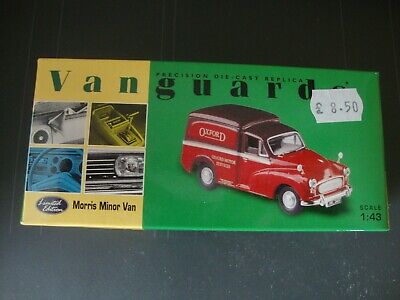 Vanguards
PRECISION DIE-CAST REPLICA
£ 8.50
OXFORD
Limited
Edition
Morris Minor Van
SCALE
1:43